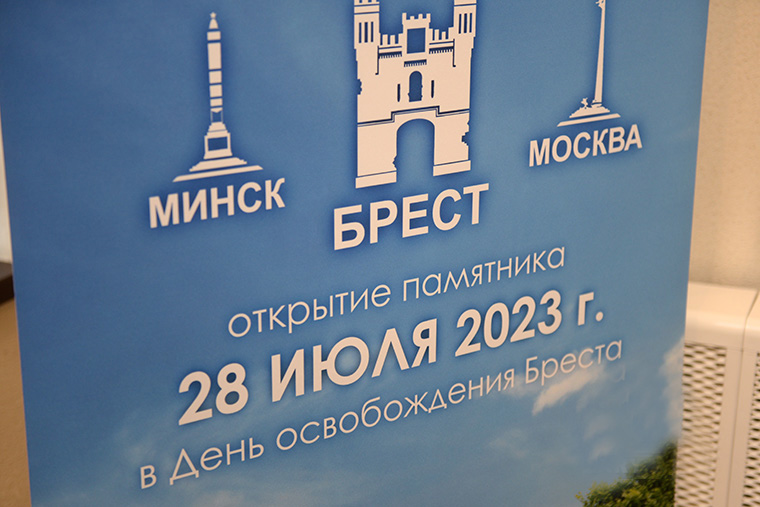 МИНСК
БРЕСТ
МОСКВА
открытие памятника
28 ИЮЛЯ 2023 г.
в День освобождения Бреста